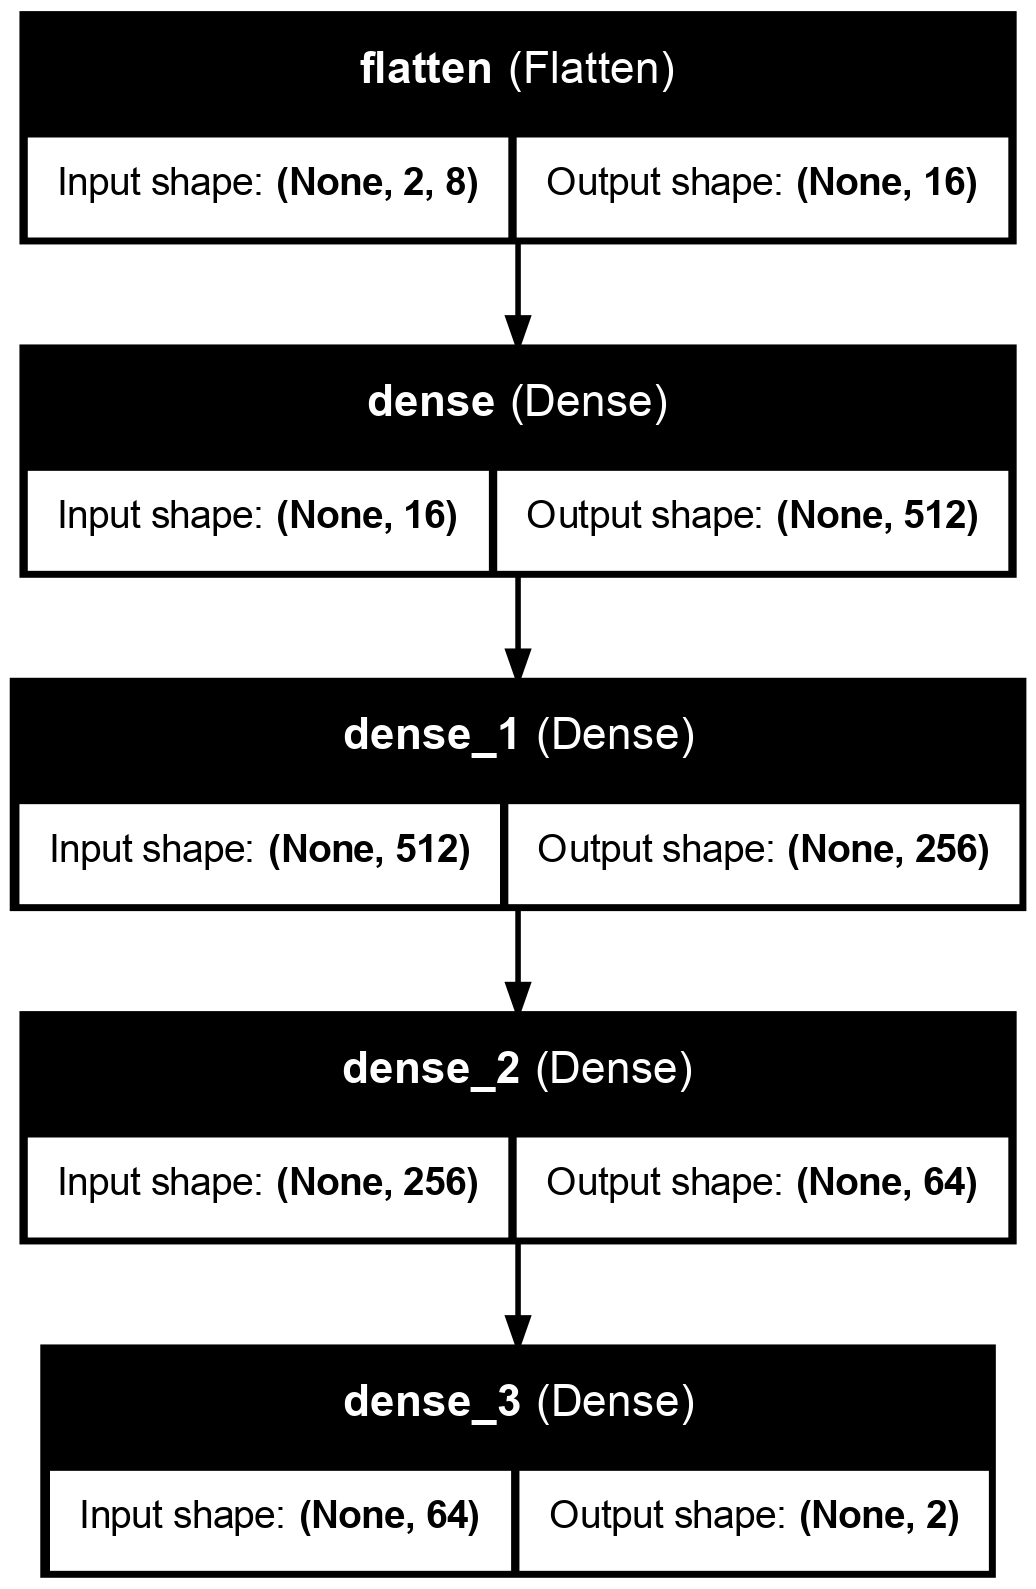 flatten (Flatten)
Input shape: (None, 2, 8) Output shape: (None, 16)
dense (Dense)
Input shape: (None, 16) Output shape: (None, 512)
dense_1 (Dense)
Input shape: (None, 512) Output shape: (None, 256)
dense_2 (Dense)
Input shape: (None, 256) Output shape: (None, 64)
dense_3 (Dense)
Input shape: (None, 64) Output shape: (None, 2)